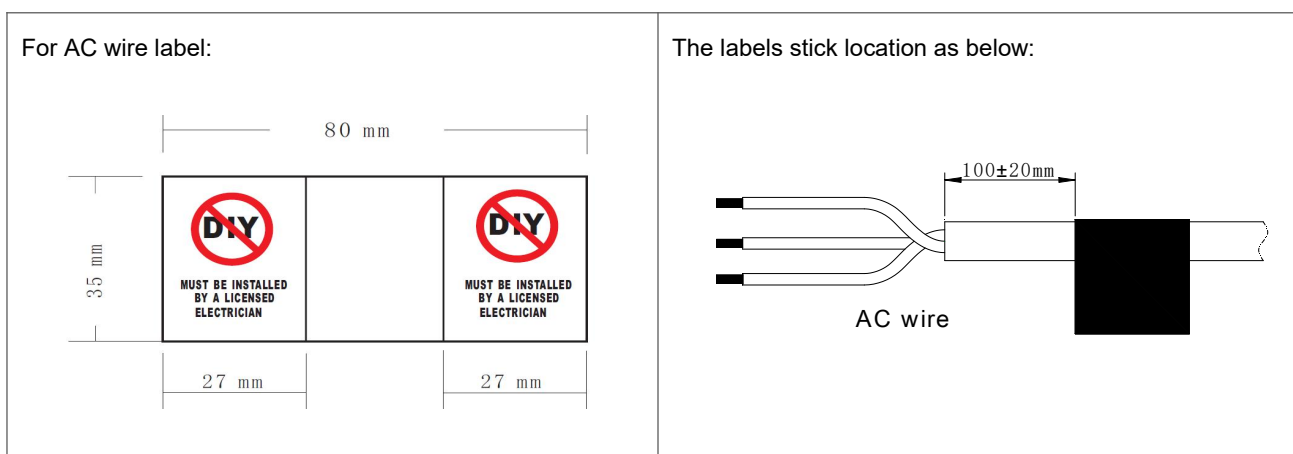 For AC wire label:
80 mm
35 mm
DIY
MUST BE INSTALLED
BY A LICENSED
ELECTRICIAN
DIY
MUST BE INSTALLED
BY A LICENSED
ELECTRICIAN
27 mm
27 mm
The labels stick location as below:
100±20mm
AC wire